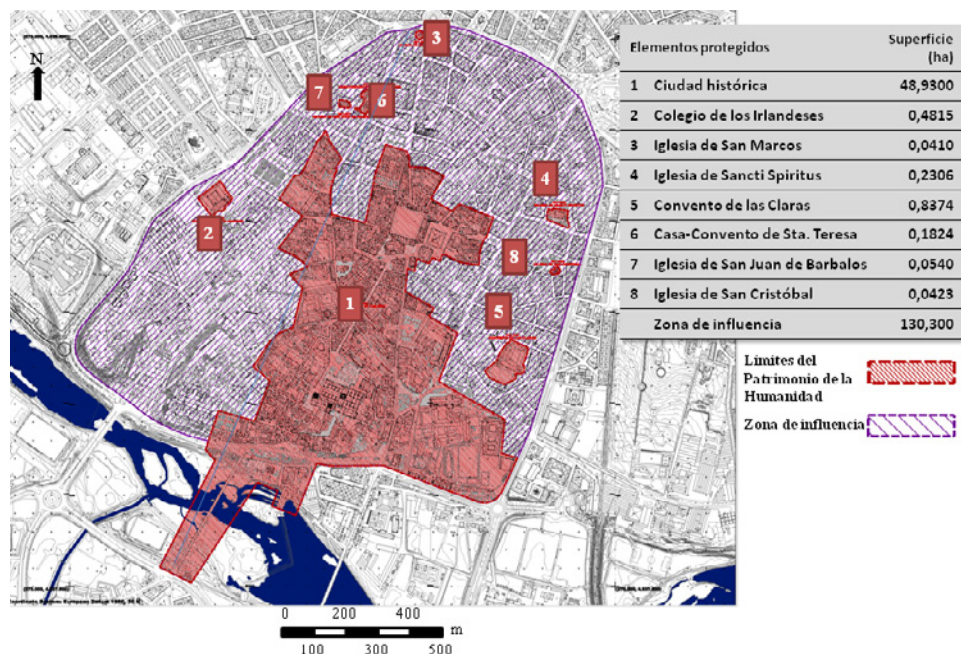 3
N
7
6
4
2
8
1
5
Elementos protegidos Superficie
(ha)
1 Ciudad histórica 48,9300
2 Colegio de los Irlandeses 0,4815
3 Iglesia de San Marcos 0,0410
4 Iglesia de Sancti Spiritus 0,2306
5 Convento de las Claras 0,8374
6 Casa-Convento de Sta. Teresa 0,1824
7 Iglesia de San Juan de Barbalos 0,0540
8 Iglesia de San Cristóbal 0,0423
Zona de influencia 130,300
Límites del
Patrimonio de la
Humanidad
Zona de influencia
0 200 400
m
100 300 500